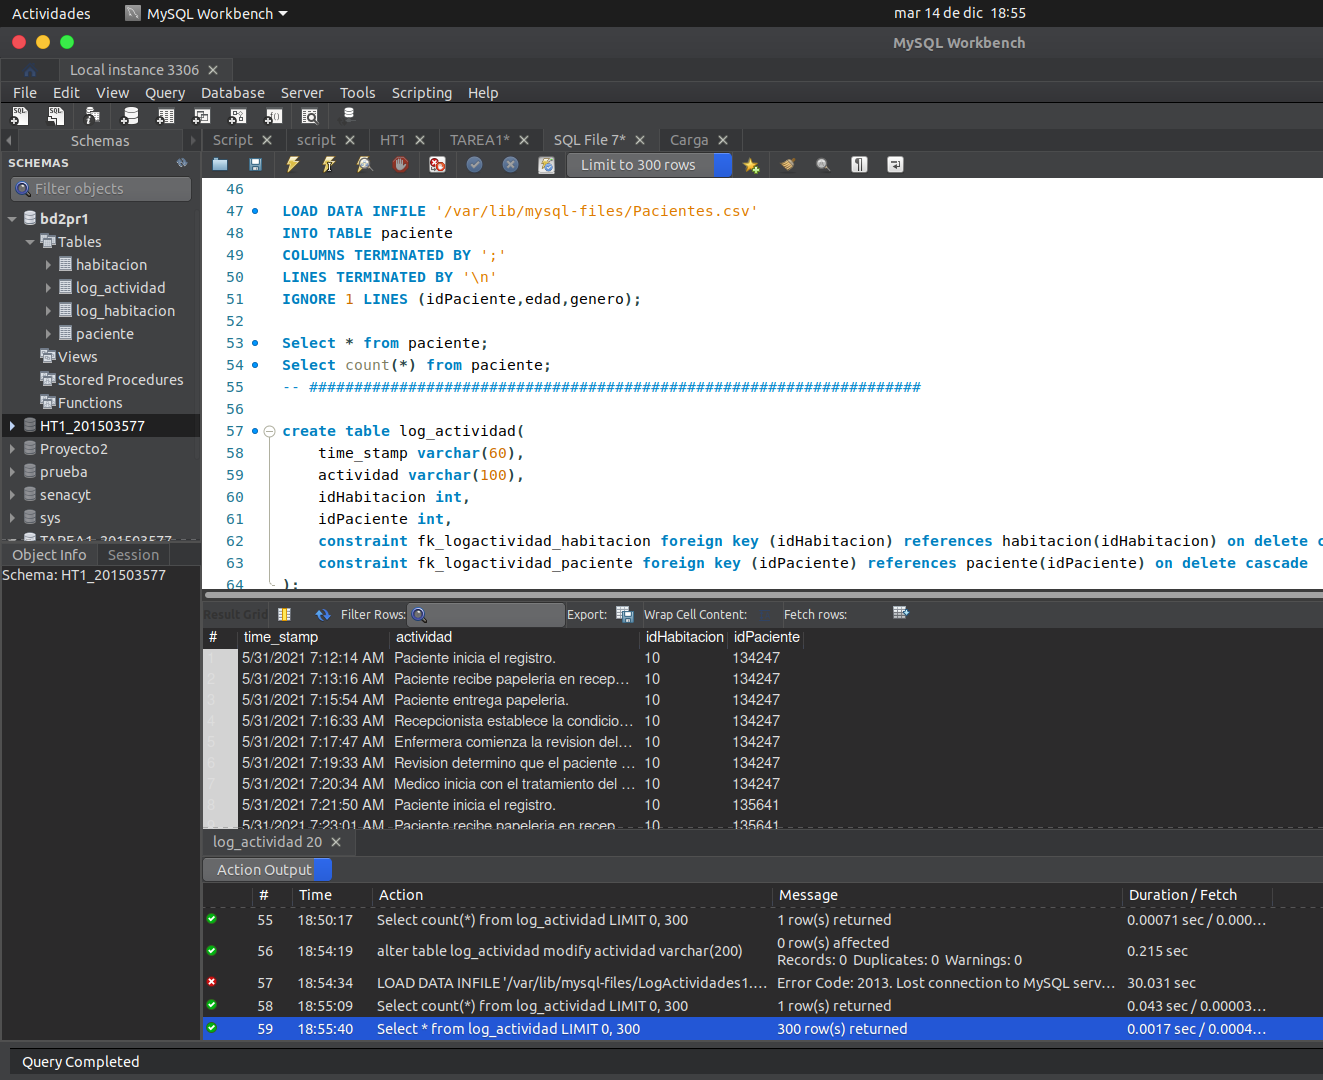 Actividades
MySQL Workbench
mar 14 de dic 18:55
MySQL Workbench
Local instance 3306
File Edit View Query Database Server Tools Scripting Help
Schemas
Script
script
HT1
TAREA1*
SQL File 7*
Carga
SCHEMAS
Limit to 300 rows
Filter objects
bd2pr1
Tables
habitacion
log_actividad
log_habitacion
paciente
Views
Stored Procedures
Functions
HT1_201503577
Proyecto2
prueba
senacyt
sys
TAREA1_201503577
Object Info
Session
Schema: HT1_201503577
46
47 LOAD DATA INFILE '/var/lib/mysql-files/Pacientes.csv'
48 INTO TABLE paciente
49 COLUMNS TERMINATED BY ';'
50 LINES TERMINATED BY '\n'
51 IGNORE 1 LINES (idPaciente,edad,genero);
52
53 Select * from paciente;
54 Select count(*) from paciente;
55 -- ####################################################################
56
57 create table log_actividad(
58 time_stamp varchar(60),
59 actividad varchar(100),
60 idHabitacion int,
61 idPaciente int,
62 constraint fk_logactividad_habitacion foreign key (idHabitacion) references habitacion(idHabitacion) on delete c
63 constraint fk_logactividad_paciente foreign key (idPaciente) references paciente(idPaciente) on delete cascade
64 );
Result Grid
Filter Rows:
Export:
Wrap Cell Content:
Fetch rows:
# time_stamp actividad idHabitacion idPaciente
1 5/31/2021 7:12:14 AM Paciente inicia el registro. 10 134247
2 5/31/2021 7:13:16 AM Paciente recibe papeleria en recep... 10 134247
3 5/31/2021 7:15:54 AM Paciente entrega papeleria. 10 134247
4 5/31/2021 7:16:33 AM Recepcionista establece la condicio... 10 134247
5 5/31/2021 7:17:47 AM Enfermera comienza la revision del... 10 134247
6 5/31/2021 7:19:33 AM Revision determino que el paciente ... 10 134247
7 5/31/2021 7:20:34 AM Medico inicia con el tratamiento del ... 10 134247
8 5/31/2021 7:21:50 AM Paciente inicia el registro. 10 135641
9 5/31/2021 7:23:01 AM Paciente recibe papeleria en recep... 10 135641
log_actividad 20
Action Output
# Time Action Message Duration / Fetch
55 18:50:17 Select count(*) from log_actividad LIMIT 0, 300 1 row(s) returned 0.00071 sec / 0.000...
56 18:54:19 alter table log_actividad modify actividad varchar(200) 0 row(s) affected
Records: 0 Duplicates: 0 Warnings: 0 0.215 sec
57 18:54:34 LOAD DATA INFILE '/var/lib/mysql-files/LogActividades1.... Error Code: 2013. Lost connection to MySQL serv... 30.031 sec
58 18:55:09 Select count(*) from log_actividad LIMIT 0, 300 1 row(s) returned 0.043 sec / 0.00003...
59 18:55:40 Select * from log_actividad LIMIT 0, 300 300 row(s) returned 0.0017 sec / 0.0004...
Query Completed